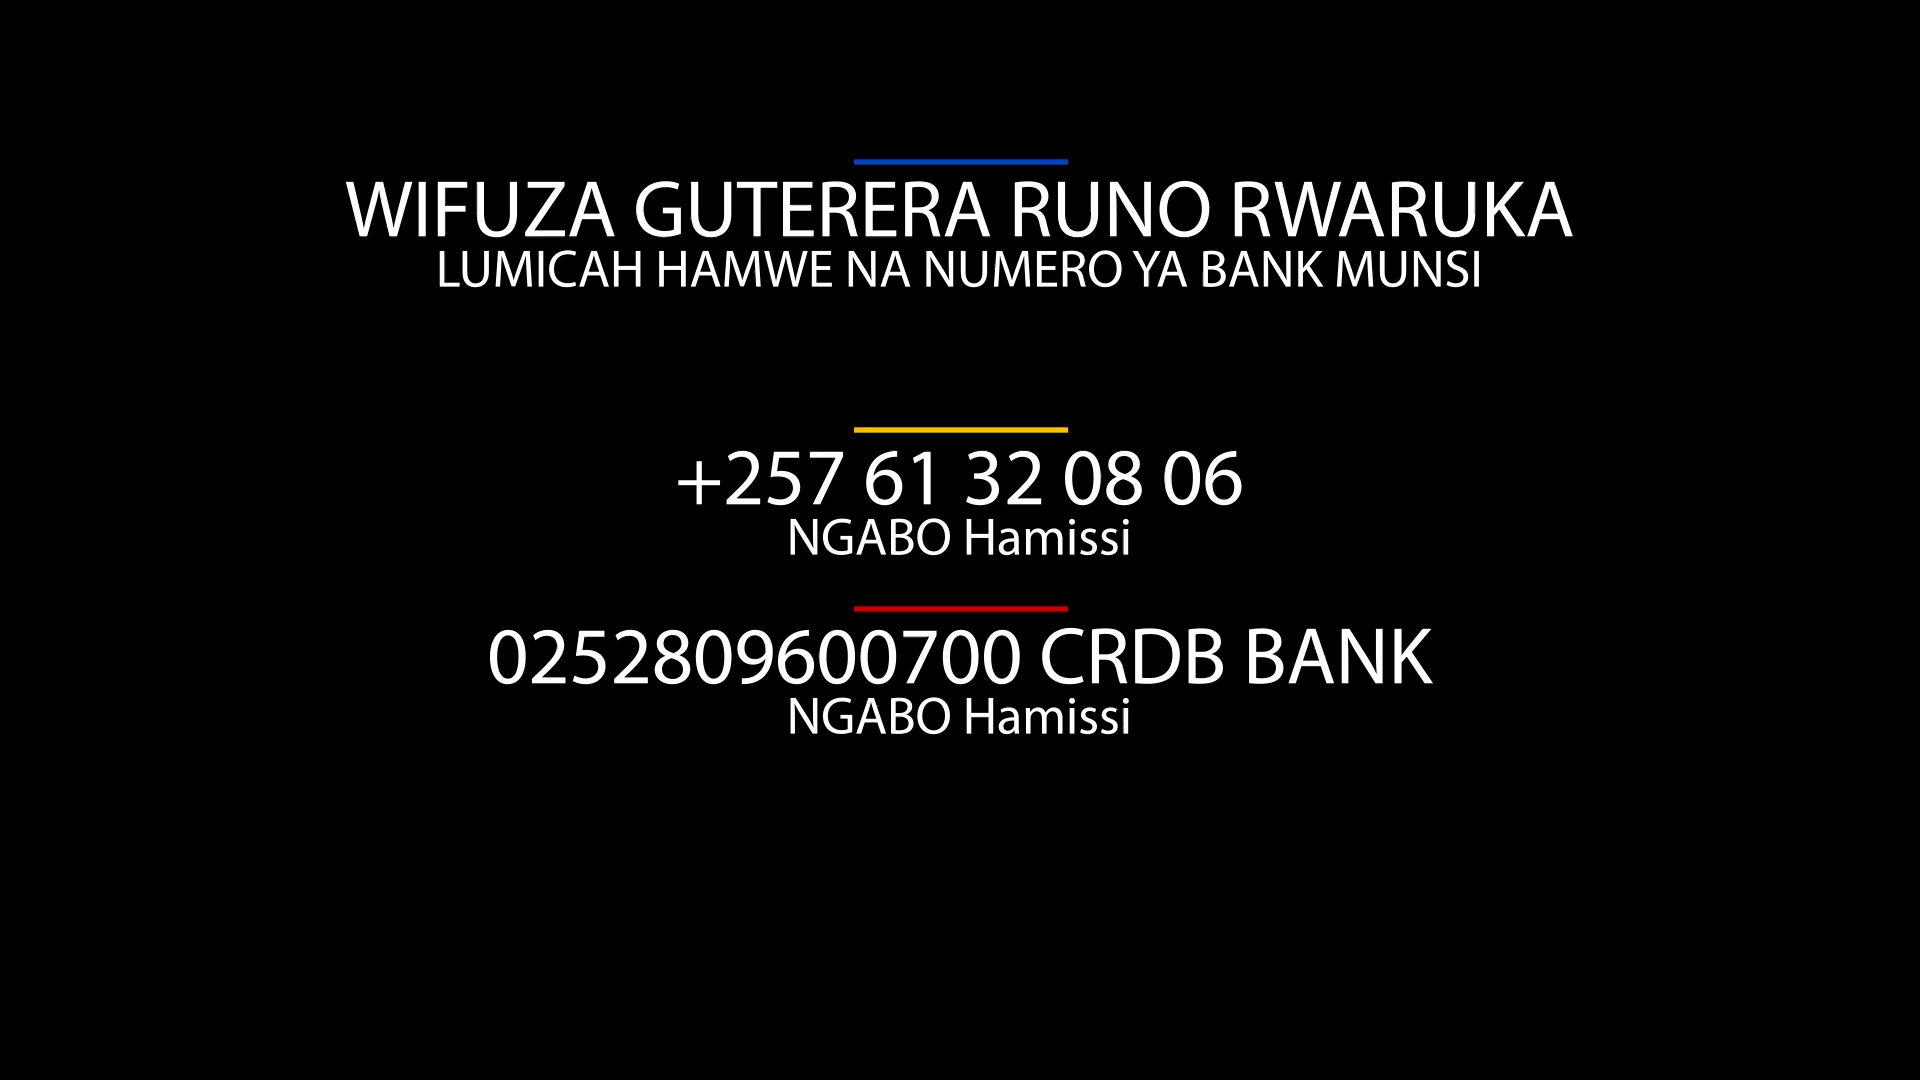 WIFUZA GUTERERA RUNO RWARUKA
LUMICAH HAMWE NA NUMERO YA BANK MUNSI
+257 61 32 08 06
NGABO Hamissi
0252809600700 CRDB BANK
NGABO Hamissi